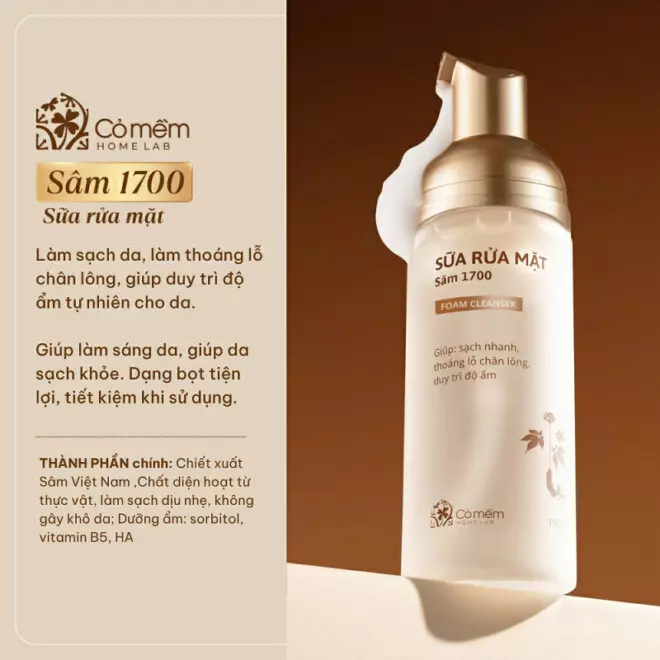 Cỏ mềm
HOME LAB
Sâm 1700
Sữa rửa mặt
Làm sạch da, làm thoáng lỗ
chân lông, giúp duy trì độ
ẩm tự nhiên cho da.
Giúp làm sáng da, giúp da
sạch khỏe. Dạng bọt tiện
lợi, tiết kiệm khi sử dụng.
THÀNH PHẦN chính: Chiết xuất
Sâm Việt Nam ,Chất diện hoạt từ
thực vật, làm sạch dịu nhẹ, không
gây khô da; Dưỡng ẩm: sorbitol,
vitamin B5, HA
SỮA RỬA MẶT
Sâm 1700
FOAM CLEANSER
Giúp: sạch nhanh,
thoáng lỗ chân lông,
duy trì độ ẩm
Cỏ mềm
HOME LAB